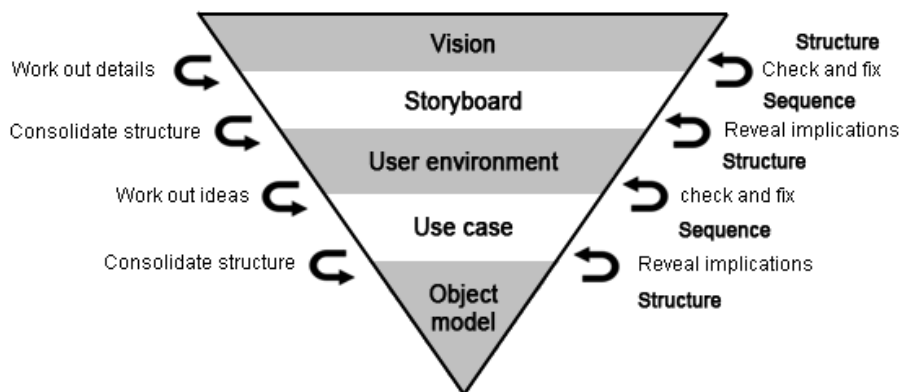 Vision
Structure
Work out details
Check and fix
Storyboard
Sequence
Consolidate structure
Reveal implications
User environment
Structure
Work out ideas
check and fix
Use case
Sequence
Consolidate structure
Reveal implications
Object
model
Structure